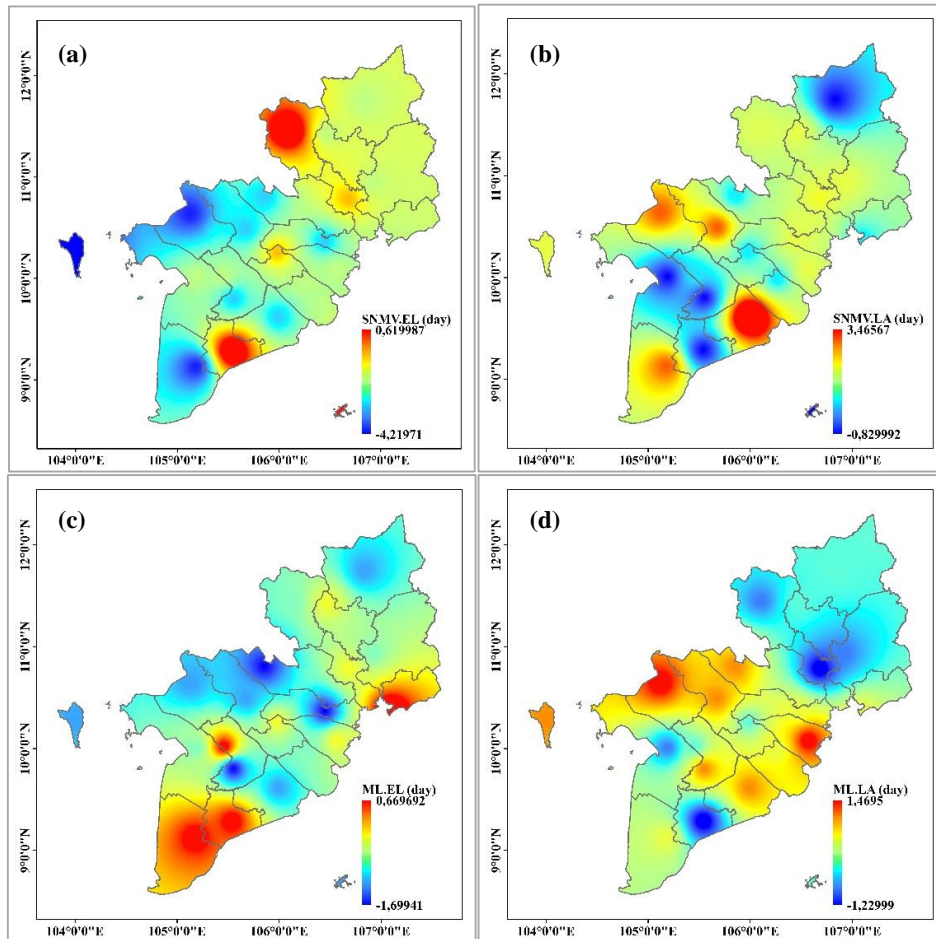 (a)
12°0'0"N
11°0'0"N
10°0'0"N
9°0'0"N
SNMV.EL (day)
0,619987
-4,21971
104°0'0"E 105°0'0"E 106°0'0"E 107°0'0"E
(b)
12°0'0"N
11°0'0"N
10°0'0"N
9°0'0"N
SNMV.LA (day)
3,46567
-0,829992
104°0'0"E 105°0'0"E 106°0'0"E 107°0'0"E
(c)
12°0'0"N
11°0'0"N
10°0'0"N
9°0'0"N
ML.EL (day)
0,669692
-1,69941
104°0'0"E 105°0'0"E 106°0'0"E 107°0'0"E
(d)
12°0'0"N
11°0'0"N
10°0'0"N
9°0'0"N
ML.LA (day)
1,4695
-1,22999
104°0'0"E 105°0'0"E 106°0'0"E 107°0'0"E